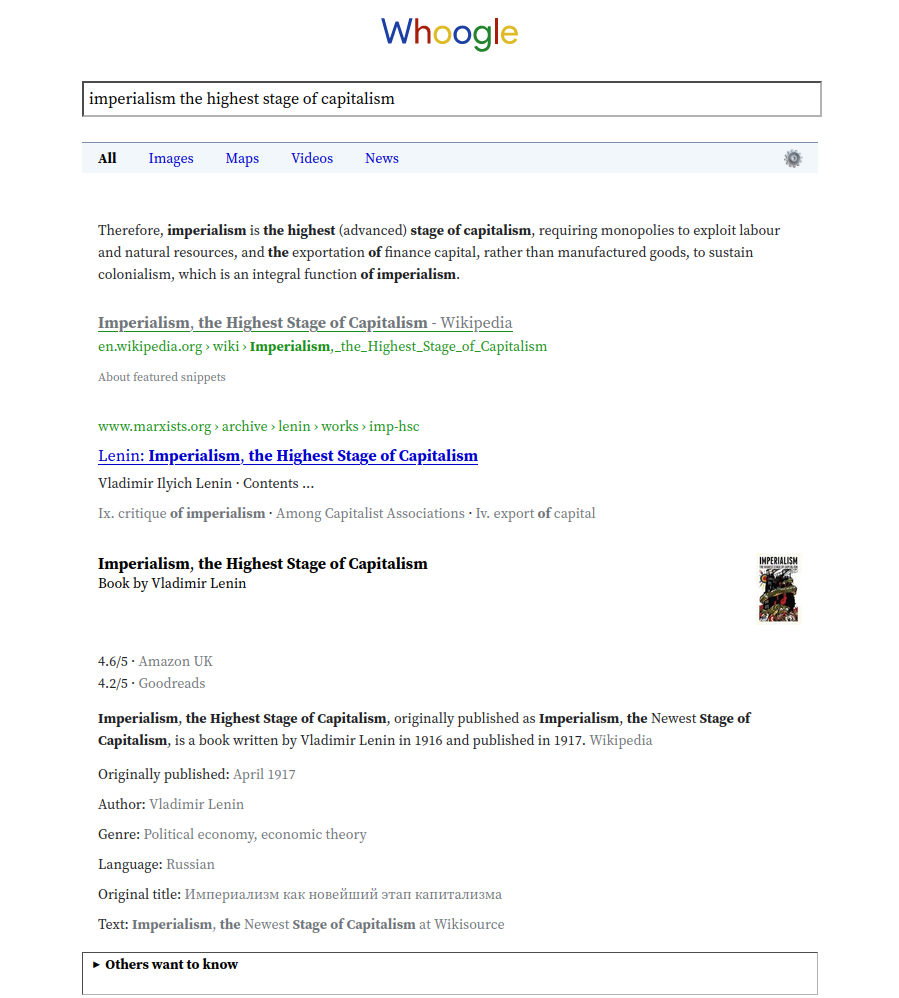 Whoogle
imperialism the highest stage of capitalism
All Images Maps Videos News
Therefore, imperialism is the highest (advanced) stage of capitalism, requiring monopolies to exploit labour
and natural resources, and the exportation of finance capital, rather than manufactured goods, to sustain
colonialism, which is an integral function of imperialism.
Imperialism, the Highest Stage of Capitalism - Wikipedia
en.wikipedia.org › wiki › Imperialism,_the_Highest_Stage_of_Capitalism
About featured snippets
www.marxists.org › archive › lenin › works › imp-hsc
Lenin: Imperialism, the Highest Stage of Capitalism
Vladimir Ilyich Lenin · Contents ...
Ix. critique of imperialism · Among Capitalist Associations · Iv. export of capital
Imperialism, the Highest Stage of Capitalism
Book by Vladimir Lenin
IMPERIALISM
4.6/5 · Amazon UK
4.2/5 · Goodreads
Imperialism, the Highest Stage of Capitalism, originally published as Imperialism, the Newest Stage of
Capitalism, is a book written by Vladimir Lenin in 1916 and published in 1917. Wikipedia
Originally published: April 1917
Author: Vladimir Lenin
Genre: Political economy, economic theory
Language: Russian
Original title: Империализм как новейший этап капитализма
Text: Imperialism, the Newest Stage of Capitalism at Wikisource
► Others want to know